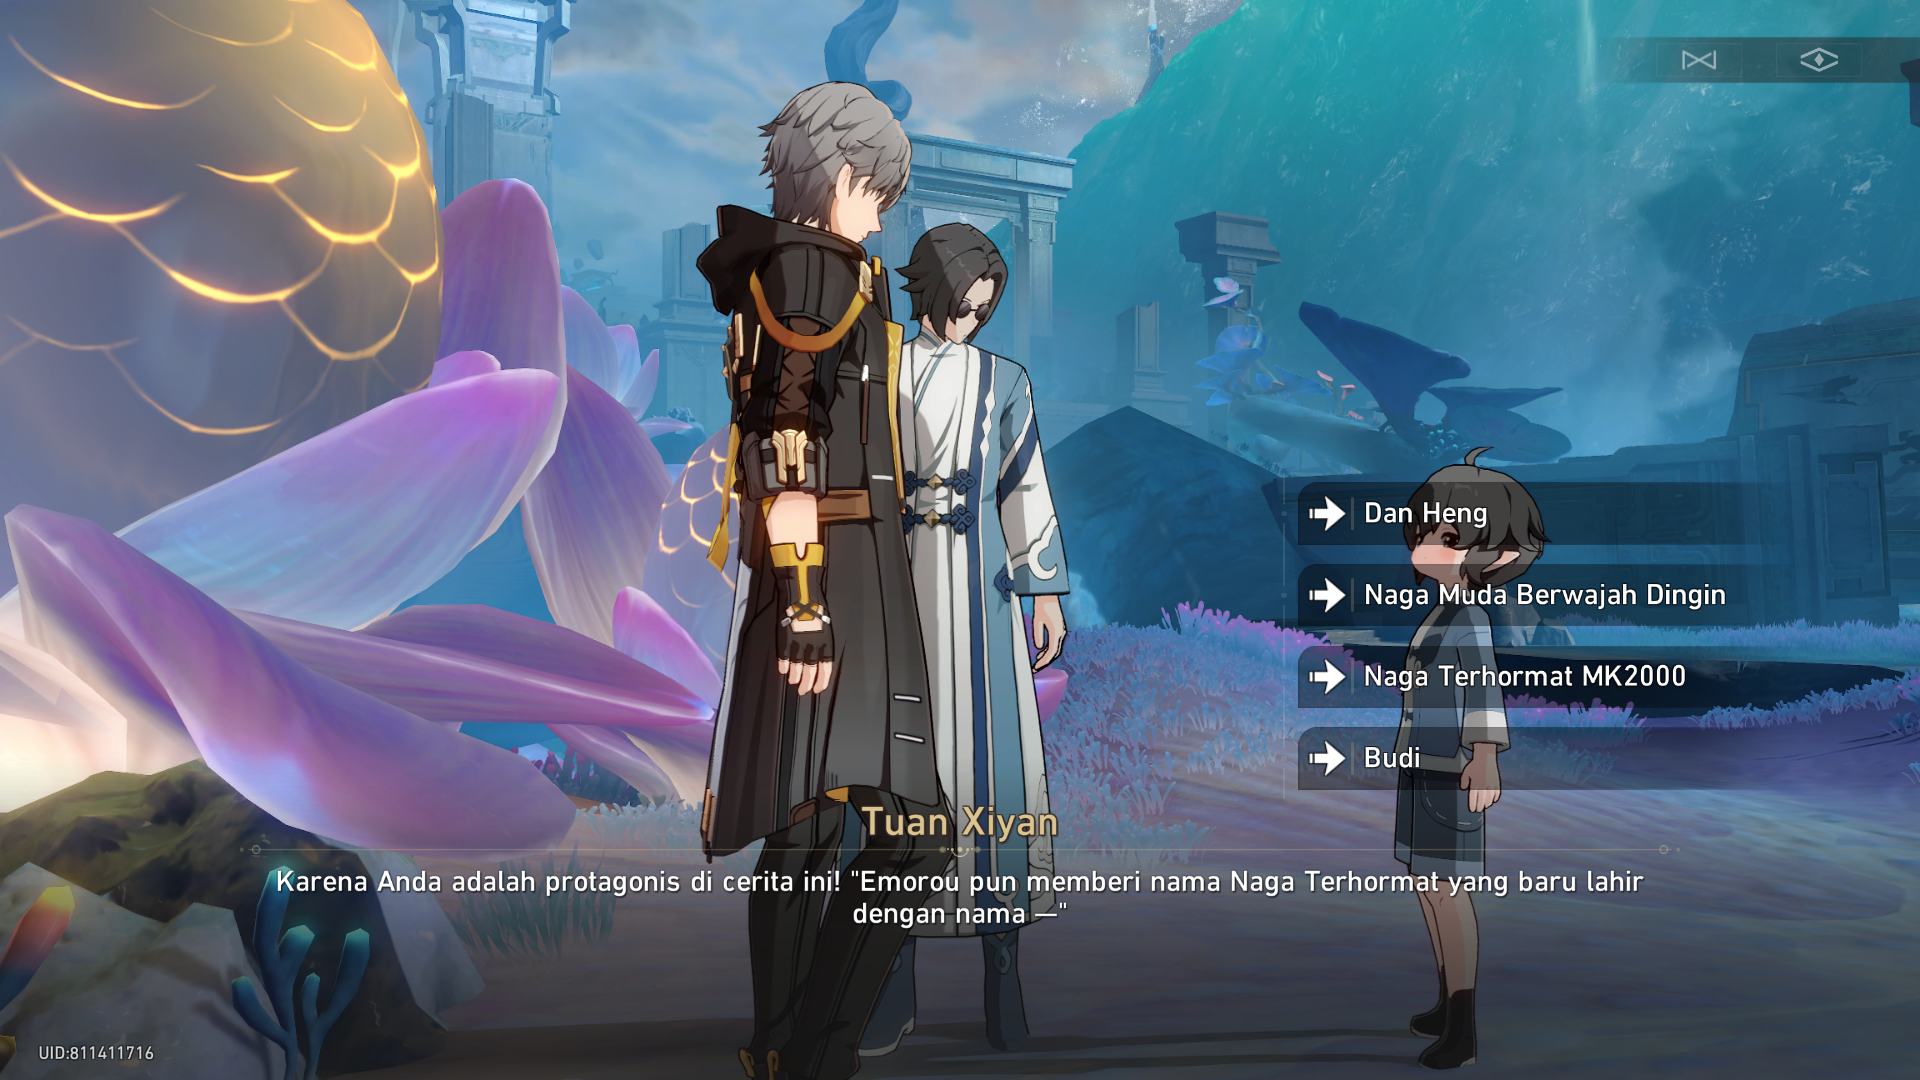 Dan Heng
Naga Muda Berwajah Dingin
Naga Terhormat MK2000
Budi
Tuan Xiyan
Karena Anda adalah protagonis di cerita ini! "Emorou pun memberi nama Naga Terhormat yang baru lahir
dengan nama —"
UID:811411716